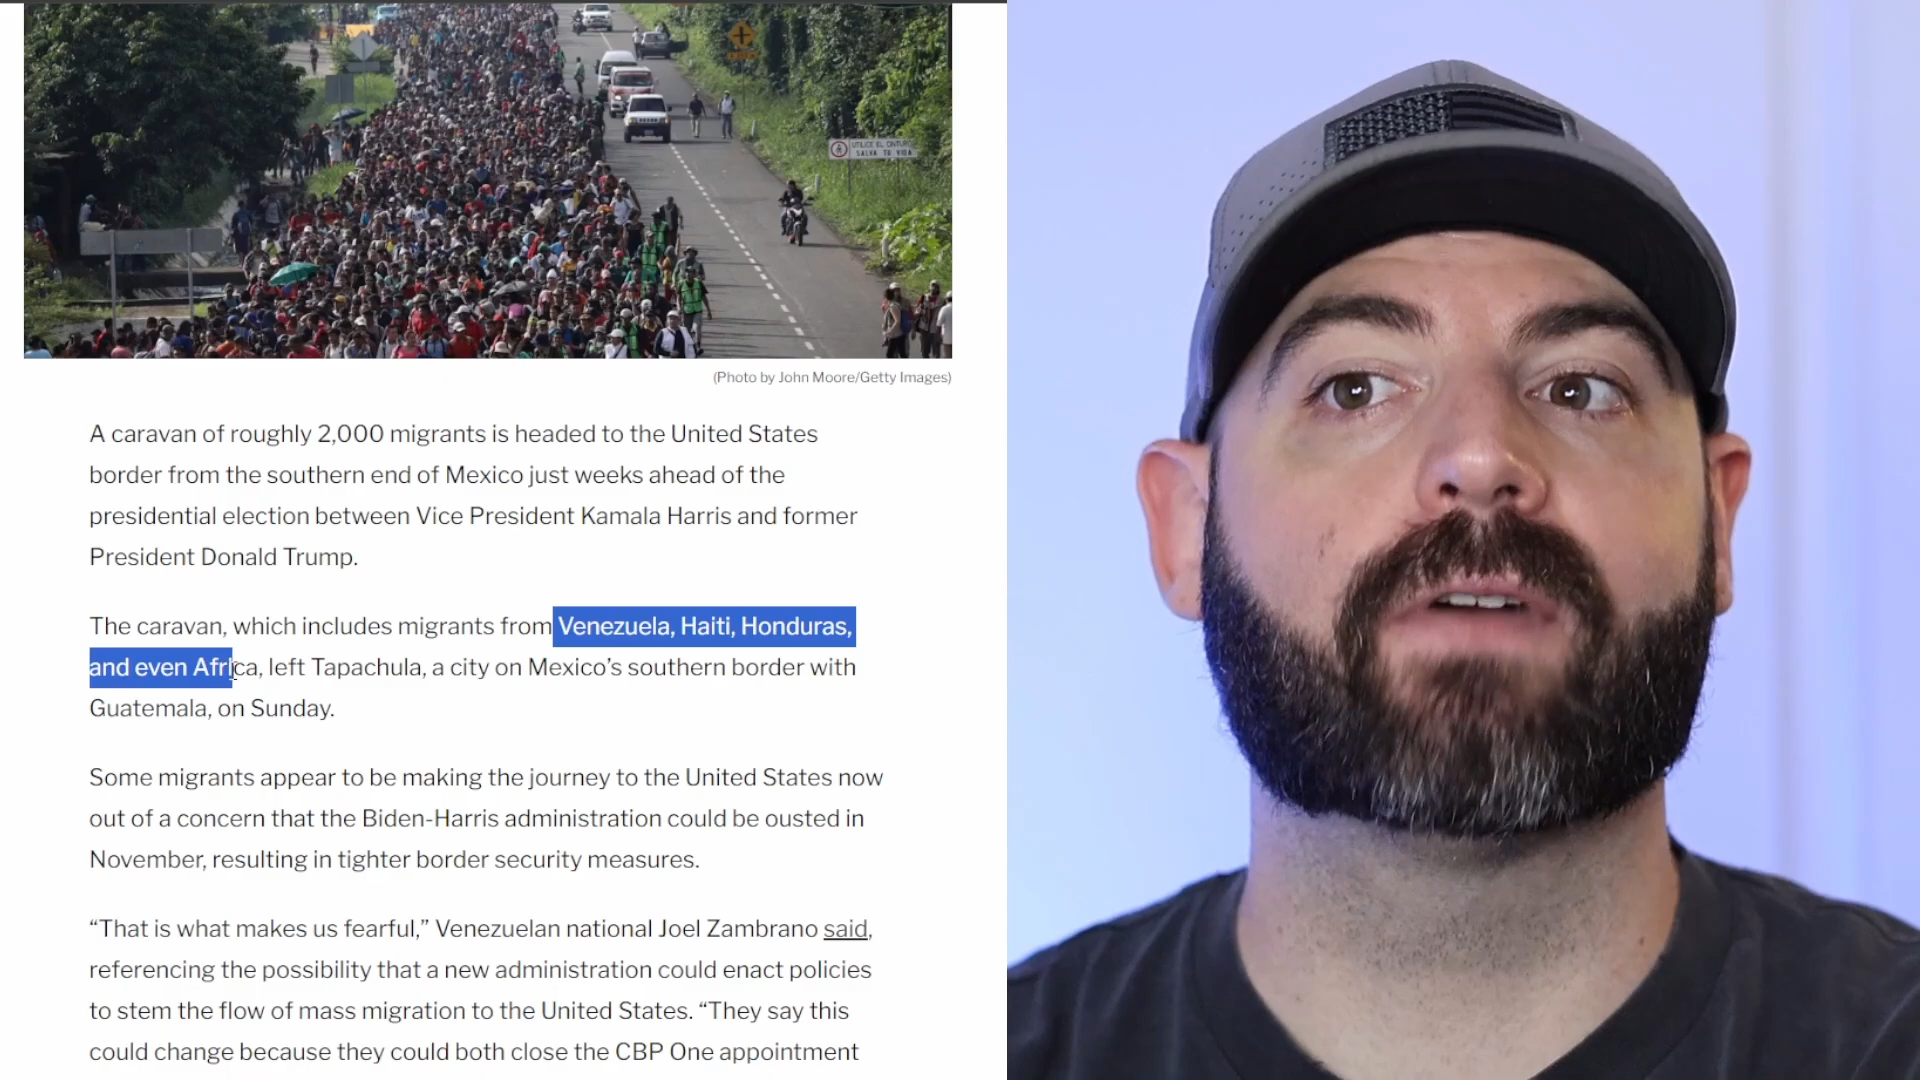 UTILICE EL CINTURON
SALVA TU VIDA
(Photo by John Moore/Getty Images)
A caravan of roughly 2,000 migrants is headed to the United States
border from the southern end of Mexico just weeks ahead of the
presidential election between Vice President Kamala Harris and former
President Donald Trump.
The caravan, which includes migrants from Venezuela, Haiti, Honduras,
and even Africa, left Tapachula, a city on Mexico’s southern border with
Guatemala, on Sunday.
Some migrants appear to be making the journey to the United States now
out of a concern that the Biden-Harris administration could be ousted in
November, resulting in tighter border security measures.
“That is what makes us fearful,” Venezuelan national Joel Zambrano said,
referencing the possibility that a new administration could enact policies
to stem the flow of mass migration to the United States. “They say this
could change because they could both close the CBP One appointment